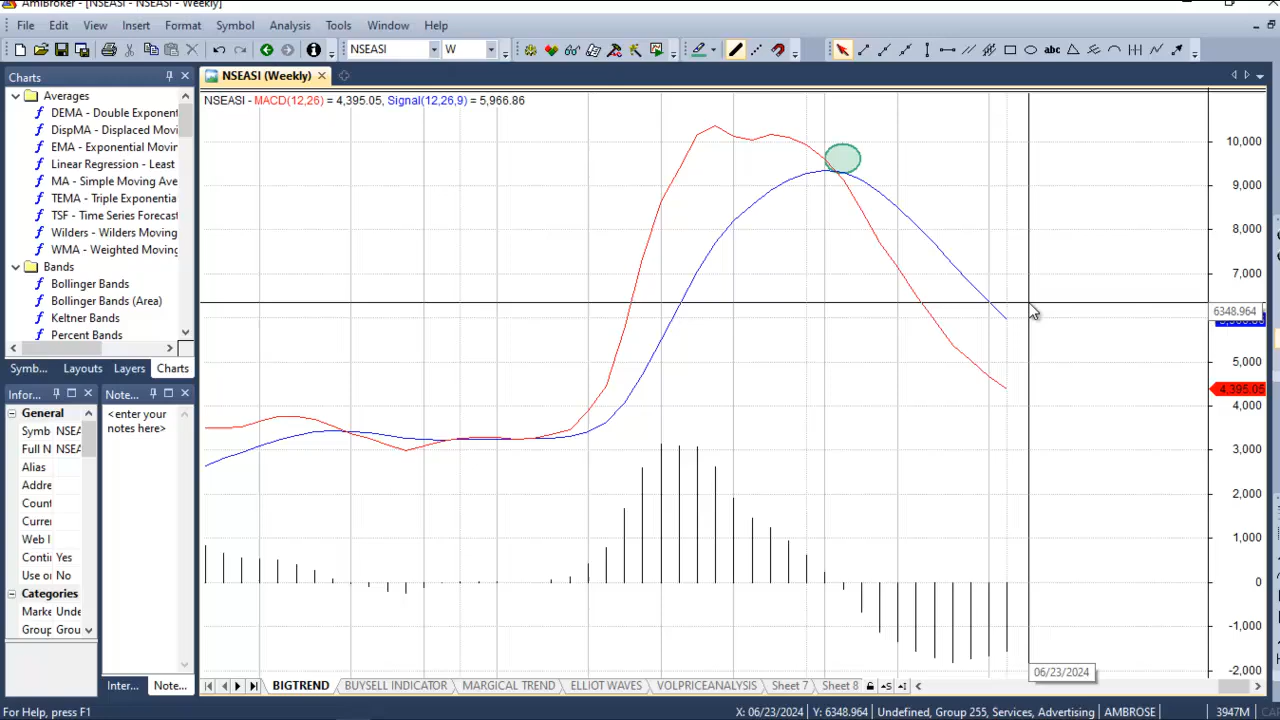 AmiBroker - [NSEASI - NSEASI - Weekly]
File Edit View Insert Format Symbol Analysis Tools Window Help
NSEASI W abc
Charts
NSEASI (Weekly)
Averages
DEMA - Double Exponent
DispMA - Displaced Movi
EMA - Exponential Movin
Linear Regression - Least
MA - Simple Moving Ave
TEMA - Triple Exponentia
TSF - Time Series Forecast
Wilders - Wilders Moving
WMA - Weighted Moving
Bands
Bollinger Bands
Bollinger Bands (Area)
Keltner Bands
Percent Bands
Symb... Layouts Layers Charts
Infor... Note...
General
Symb NSEA
Full N NSEA
Alias
Addre
Count
Curre
Web I
Conti Yes
Use or No
Categories
Marke Unde
Group Grou
<enter your
notes here>
Inter... Note...
NSEASI - MACD(12,26) = 4,395.05, Signal(12,26,9) = 5,966.86
10,000
9,000
8,000
7,000
6348.964
5,000
4,395.05
4,000
3,000
2,000
1,000
0
-1,000
-2,000
06/23/2024
BIGTREND BUYSELL INDICATOR MARGICAL TREND ELLIOT WAVES VOLPRICEANALYSIS Sheet 7 Sheet 8
For Help, press F1
X: 06/23/2024 Y: 6348.964 Undefined, Group 255, Services, Advertising AMBROSE 3947M